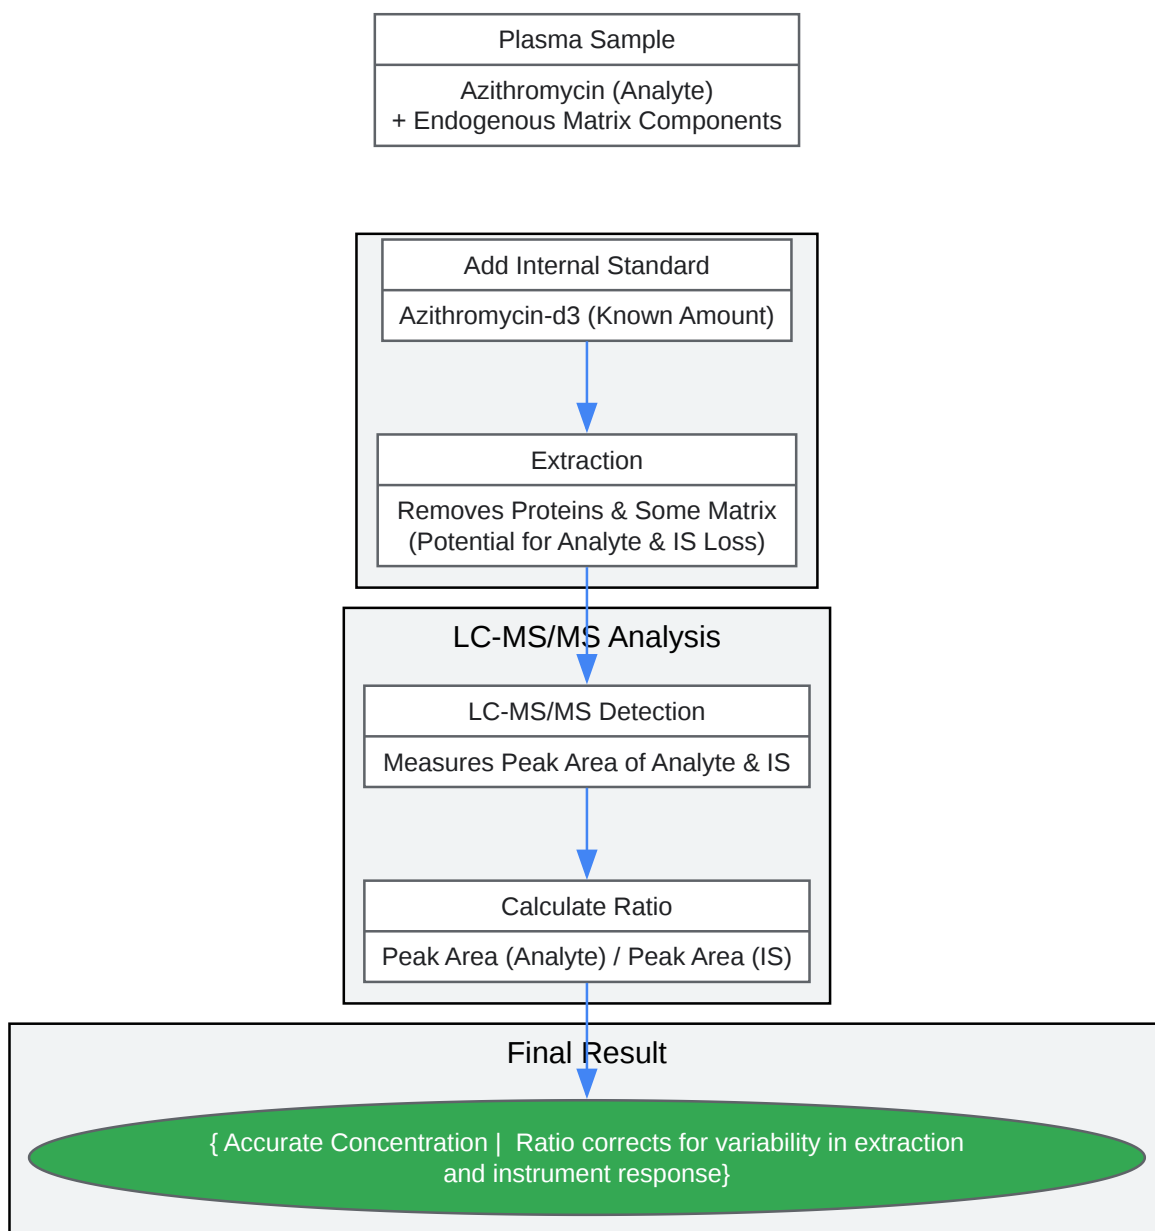 Plasma Sample
Azithromycin (Analyte)
+ Endogenous Matrix Components
Add Internal Standard
Azithromycin-d3 (Known Amount)
Extraction
Removes Proteins & Some Matrix
(Potential for Analyte & IS Loss)
LC-MS/MS Analysis
LC-MS/MS Detection
Measures Peak Area of Analyte & IS
Calculate Ratio
Peak Area (Analyte) / Peak Area (IS)
Final Result
{ Accurate Concentration | Ratio corrects for variability in extraction
and instrument response}